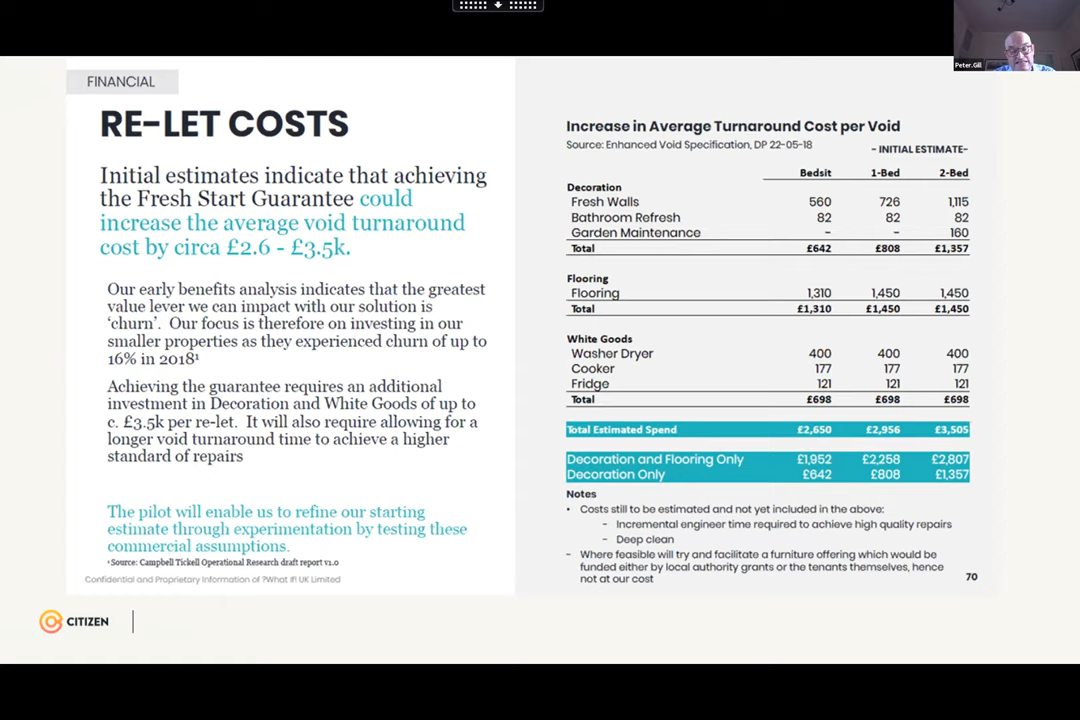 Peter.Gill
FINANCIAL
RE-LET COSTS
Initial estimates indicate that achieving
the Fresh Start Guarantee could
increase the average void turnaround
cost by circa £2.6 - £3.5k.
Our early benefits analysis indicates that the greatest
value lever we can impact with our solution is
‘churn’. Our focus is therefore on investing in our
smaller properties as they experienced churn of up to
16% in 2018¹
Achieving the guarantee requires an additional
investment in Decoration and White Goods of up to
c. £3.5k per re-let. It will also require allowing for a
longer void turnaround time to achieve a higher
standard of repairs
The pilot will enable us to refine our starting
estimate through experimentation by testing these
commercial assumptions.
¹ Source: Campbell Tickell Operational Research draft report v1.0
Confidential and Proprietary Information of ?What If! UK Limited
Increase in Average Turnaround Cost per Void
Source: Enhanced Void Specification, DP 22-05-18
- INITIAL ESTIMATE-
Bedsit 1-Bed 2-Bed
Decoration
Fresh Walls 560 726 1,115
Bathroom Refresh 82 82 82
Garden Maintenance - - 160
Total £642 £808 £1,357
Flooring
Flooring 1,310 1,450 1,450
Total £1,310 £1,450 £1,450
White Goods
Washer Dryer 400 400 400
Cooker 177 177 177
Fridge 121 121 121
Total £698 £698 £698
Total Estimated Spend £2,650 £2,956 £3,505
Decoration and Flooring Only £1,952 £2,258 £2,807
Decoration Only £642 £808 £1,357
Notes
• Costs still to be estimated and not yet included in the above:
- Incremental engineer time required to achieve high quality repairs
- Deep clean
- Where feasible will try and facilitate a furniture offering which would be
funded either by local authority grants or the tenants themselves, hence
not at our cost
70
CITIZEN